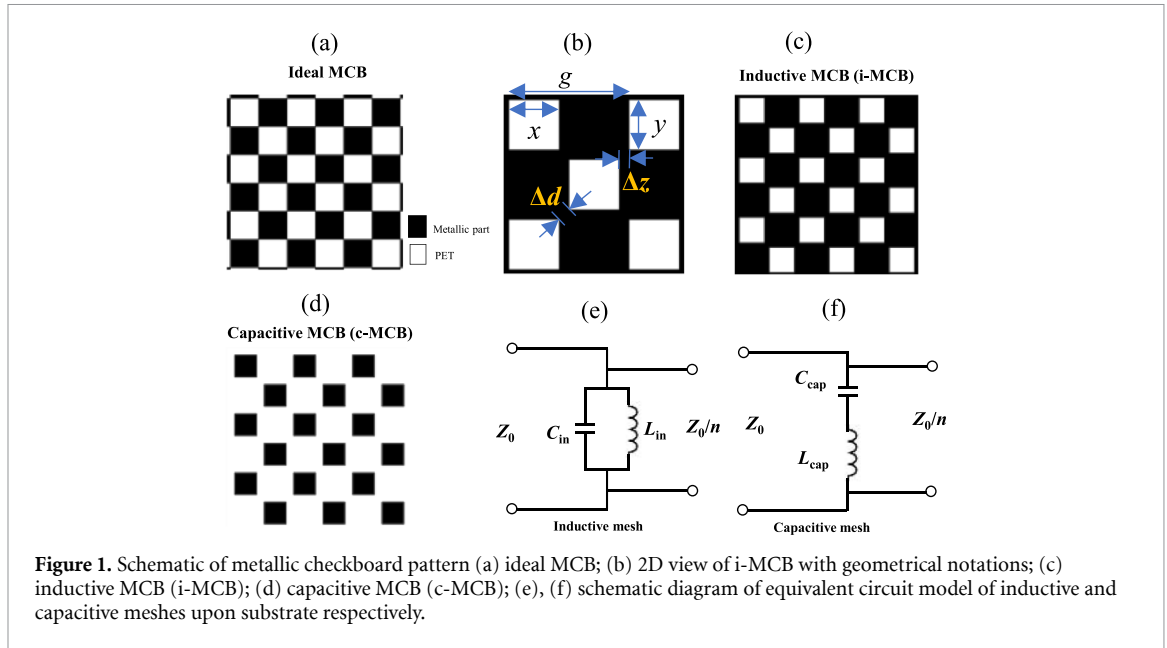 (a)
Ideal MCB
Metallic part
PET
(b)
g
x
y
Δz
Δd
(c)
Inductive MCB (i-MCB)
(d)
Capacitive MCB (c-MCB)
(e)
Z0
Cin
Lin
Z0/n
Inductive mesh
(f)
Z0
Ccap
Lcap
Z0/n
Capacitive mesh
Figure 1. Schematic of metallic checkboard pattern (a) ideal MCB; (b) 2D view of i-MCB with geometrical notations; (c)
inductive MCB (i-MCB); (d) capacitive MCB (c-MCB); (e), (f) schematic diagram of equivalent circuit model of inductive and
capacitive meshes upon substrate respectively.